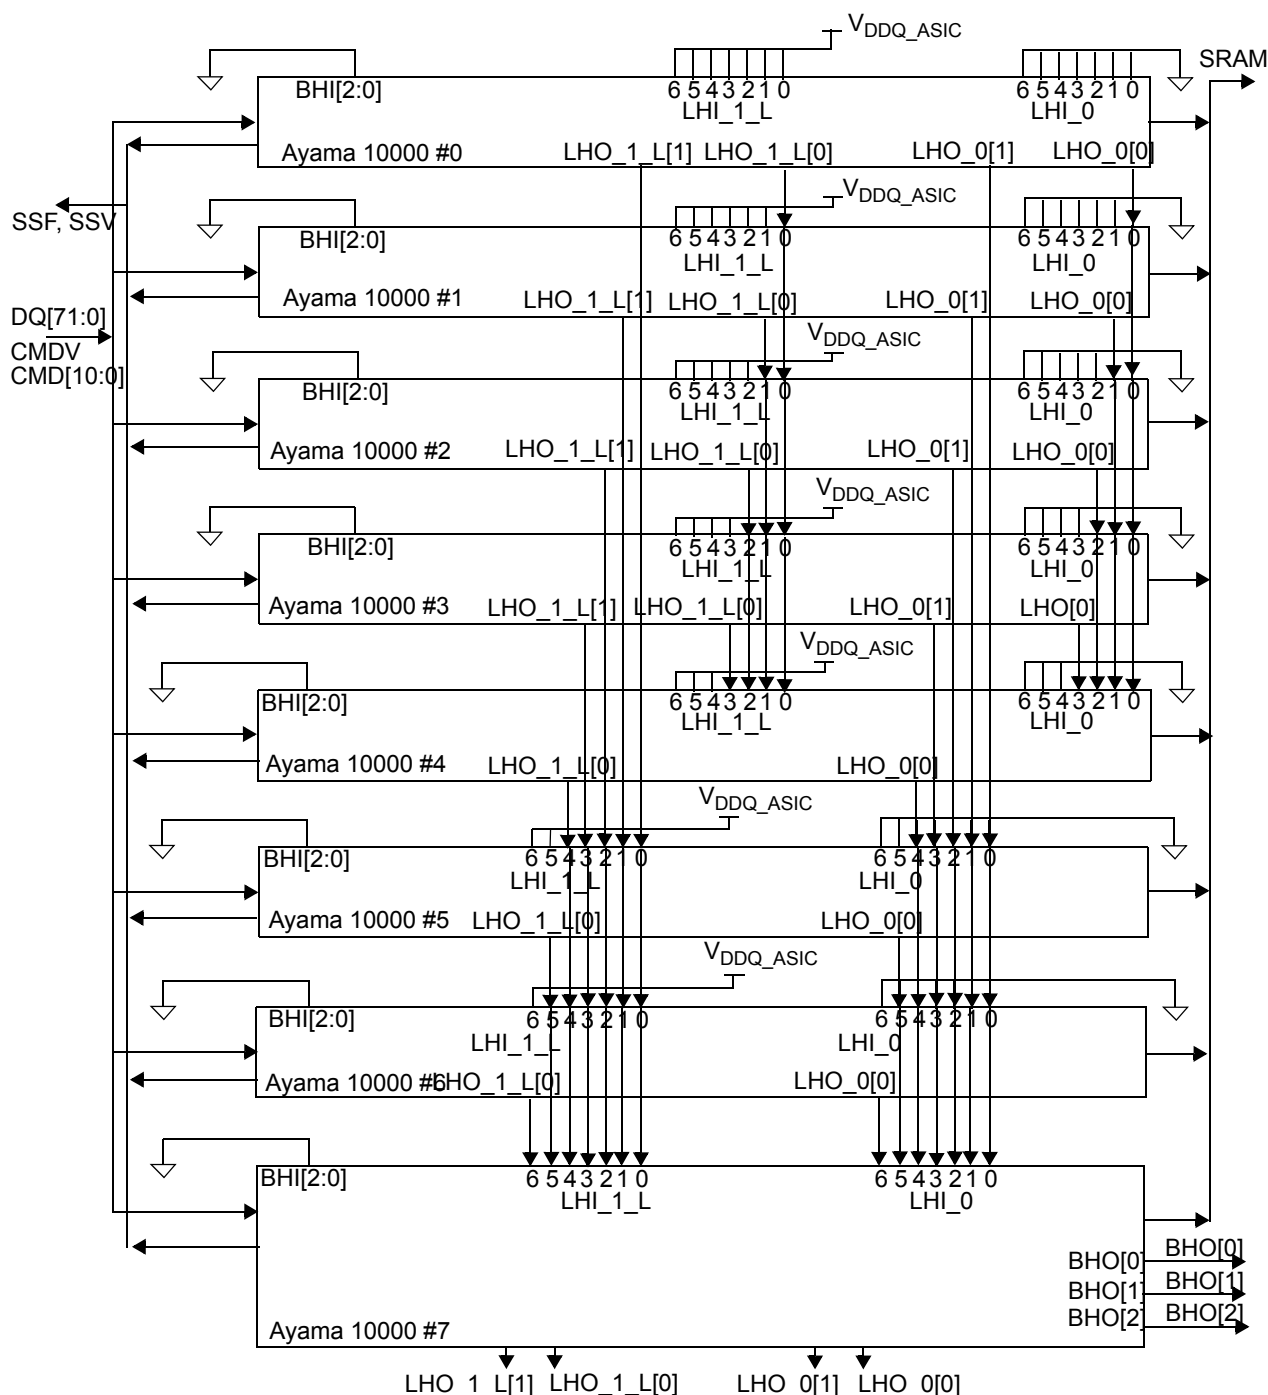 VDDQ_ASIC
SRAM
BHI[2:0]
6 5 4 3 2 1 0
6 5 4 3 2 1 0
LHI_1_L
LHI_0
Ayama 10000 #0
LHO_1_L[1]
LHO_1_L[0]
LHO_0[1]
LHO_0[0]
SSF, SSV
VDDQ_ASIC
BHI[2:0]
6 5 4 3 2 1 0
6 5 4 3 2 1 0
LHI_1_L
LHI_0
Ayama 10000 #1
LHO_1_L[1]
LHO_1_L[0]
LHO_0[1]
LHO_0[0]
DQ[71:0]
CMDV
CMD[10:0]
VDDQ_ASIC
BHI[2:0]
6 5 4 3 2 1 0
6 5 4 3 2 1 0
LHI_1_L
LHI_0
Ayama 10000 #2
LHO_1_L[1]
LHO_1_L[0]
LHO_0[1]
LHO_0[0]
VDDQ_ASIC
BHI[2:0]
6 5 4 3 2 1 0
6 5 4 3 2 1 0
LHI_1_L
LHI_0
Ayama 10000 #3
LHO_1_L[1]
LHO_1_L[0]
LHO_0[1]
LHO[0]
VDDQ_ASIC
BHI[2:0]
6 5 4 3 2 1 0
6 5 4 3 2 1 0
LHI_1_L
LHI_0
Ayama 10000 #4
LHO_1_L[0]
LHO_0[0]
VDDQ_ASIC
BHI[2:0]
6 5 4 3 2 1 0
6 5 4 3 2 1 0
LHI_1_L
LHI_0
Ayama 10000 #5
LHO_1_L[0]
LHO_0[0]
VDDQ_ASIC
BHI[2:0]
6 5 4 3 2 1 0
6 5 4 3 2 1 0
LHI_1_L
LHI_0
Ayama 10000 #6
LHO_1_L[0]
LHO_0[0]
BHI[2:0]
6 5 4 3 2 1 0
6 5 4 3 2 1 0
LHI_1_L
LHI_0
BHO[0]
BHO[0]
BHO[1]
BHO[1]
BHO[2]
BHO[2]
Ayama 10000 #7
LHO_1_L[1]
LHO_1_L[0]
LHO_0[1]
LHO_0[0]